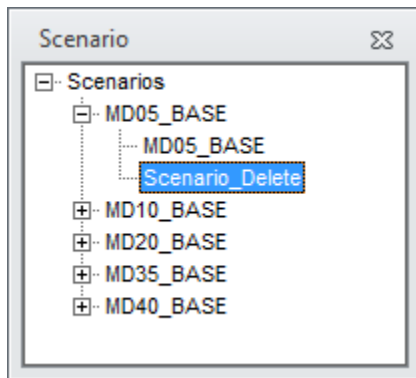 Scenario
Scenarios
MD05_BASE
MD05_BASE
Scenario_Delete
MD10_BASE
MD20_BASE
MD35_BASE
MD40_BASE